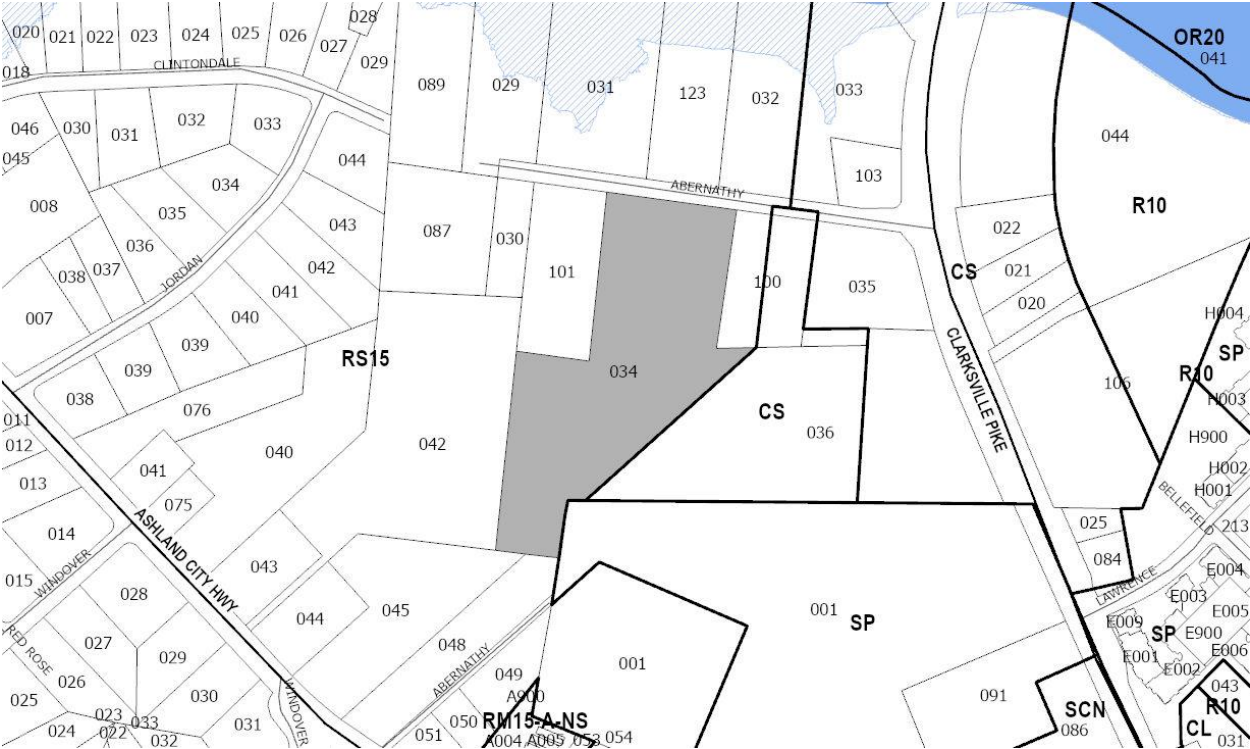 020
021
022
023
024
025
026
027
028
029
018
CLINTONDALE
089
029
031
123
032
033
OR20
041
046
030
031
032
033
044
044
045
103
ABERNATHY
008
034
R10
035
043
087
030
022
036
042
101
100
035
CS
021
038
037
JORDAN
041
020
007
040
H004
039
RS15
034
SP
039
CLARKSVILLE PIKE
106
R10
038
H003
076
CS
036
011
012
040
042
H900
041
H002
013
075
H001
BELLEFIELD
014
ASHLAND CITY HWY
025
213
WINDOVER
043
084
015
E004
028
LAWRENCE
E003
044
045
001
SP
E005
E009
RED ROSE
027
048
SP
E900
029
001
E001
E006
026
ABERNATHY
049
E002
025
030
A900
091
043
WINDOVER
023
033
031
050
RM15-A-NS
SCN
R10
024
022
032
051
A004
A005
053
054
086
CL
031